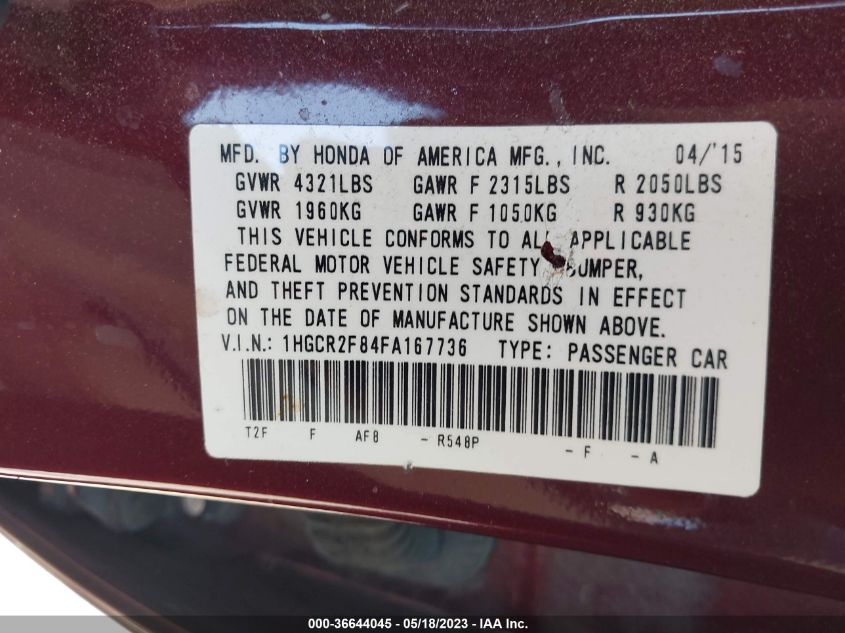 MFD. BY HONDA OF AMERICA MFG., INC. 04/'15
GVWR 4321LBS GAWR F 2315LBS R 2050LBS
GVWR 1960KG GAWR F 1050KG R 930KG
THIS VEHICLE CONFORMS TO ALL APPLICABLE
FEDERAL MOTOR VEHICLE SAFETY, BUMPER,
AND THEFT PREVENTION STANDARDS IN EFFECT
ON THE DATE OF MANUFACTURE SHOWN ABOVE.
V.I.N.: 1HGCR2F84FA167736 TYPE: PASSENGER CAR
T2F F AF8 - R548P - F - A
000-36644045 - 05/18/2023 - IAA Inc.